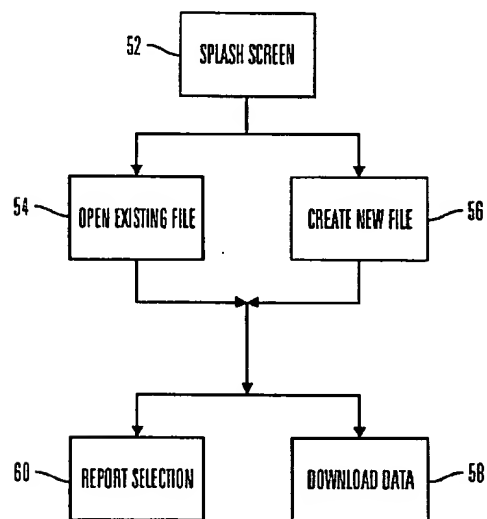 52
SPLASH SCREEN
54
OPEN EXISTING FILE
CREATE NEW FILE
56
60
REPORT SELECTION
DOWNLOAD DATA
58